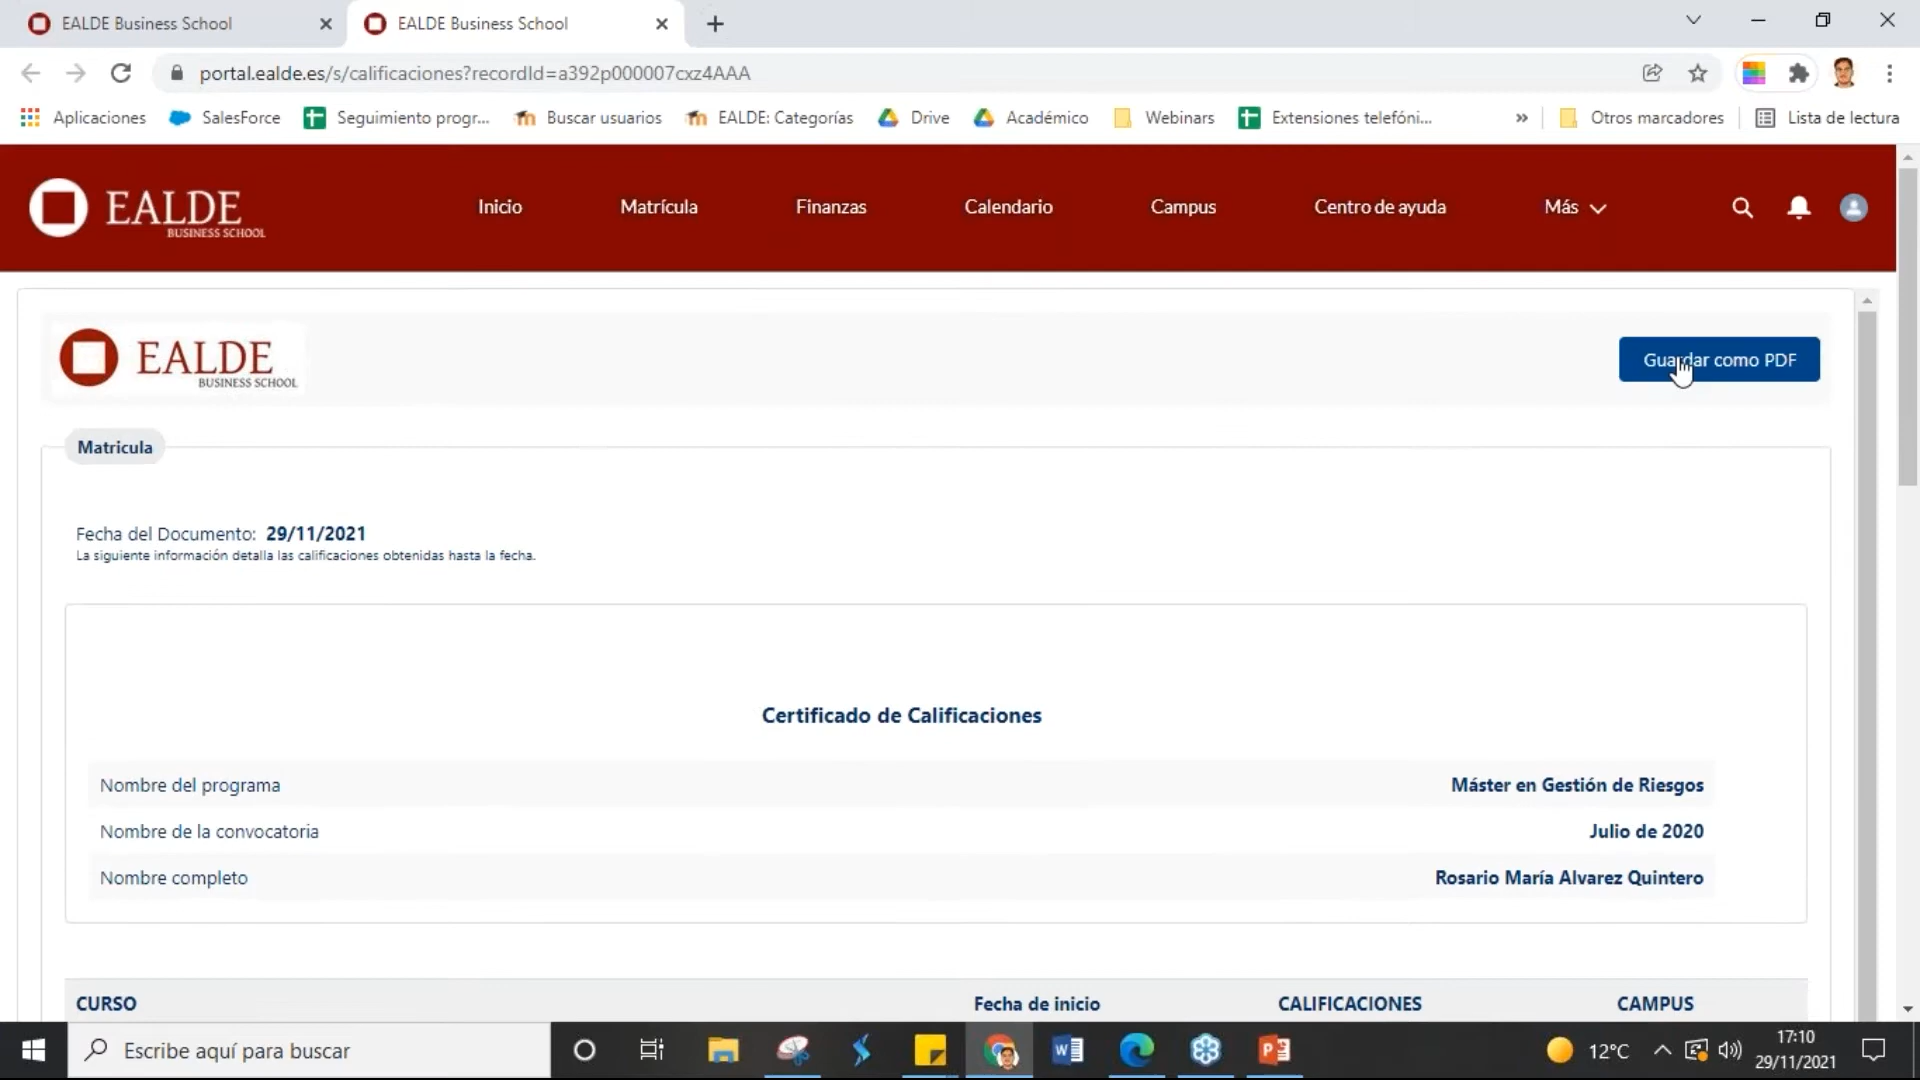 EALDE Business School
EALDE Business School
portal.ealde.es/s/calificaciones?recordId=a392p000007cxz4AAA
Aplicaciones SalesForce Seguimiento progr... Buscar usuarios EALDE: Categorías Drive Académico Webinars Extensiones telefóni... » Otros marcadores Lista de lectura
EALDE
BUSINESS SCHOOL
Inicio Matrícula Finanzas Calendario Campus Centro de ayuda Más
EALDE
BUSINESS SCHOOL
Guardar como PDF
Matricula
Fecha del Documento: 29/11/2021
La siguiente información detalla las calificaciones obtenidas hasta la fecha.
Certificado de Calificaciones
Nombre del programa Máster en Gestión de Riesgos
Nombre de la convocatoria Julio de 2020
Nombre completo Rosario María Alvarez Quintero
CURSO Fecha de inicio CALIFICACIONES CAMPUS
Escribe aquí para buscar
12°C
17:10
29/11/2021